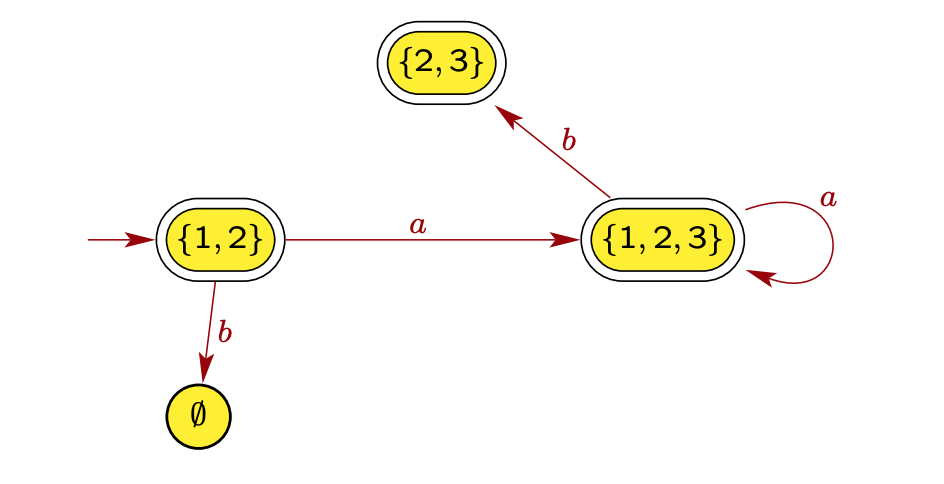 {2, 3}
b
a
{1, 2}
a
{1, 2, 3}
b
∅